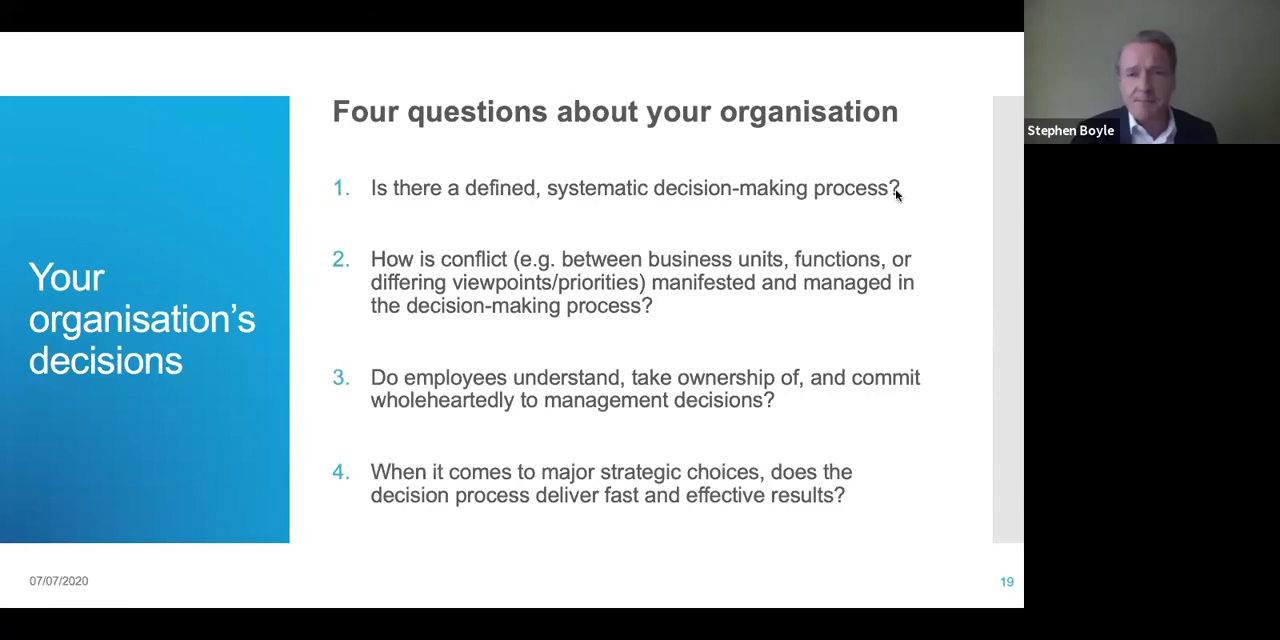 Four questions about your organisation
Your
organisation's
decisions
1. Is there a defined, systematic decision-making process?
2. How is conflict (e.g. between business units, functions, or
differing viewpoints/priorities) manifested and managed in
the decision-making process?
3. Do employees understand, take ownership of, and commit
wholeheartedly to management decisions?
4. When it comes to major strategic choices, does the
decision process deliver fast and effective results?
07/07/2020
19
Stephen Boyle